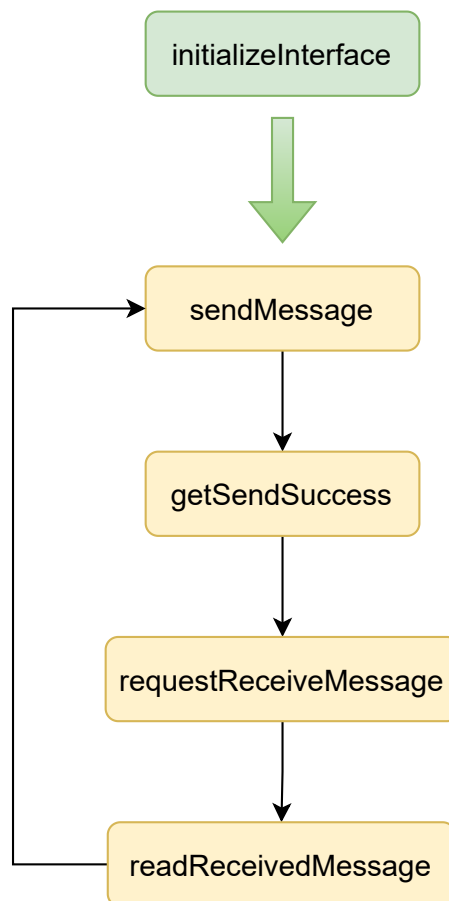 initializeInterface
sendMessage
getSendSuccess
requestReceiveMessage
readReceivedMessage